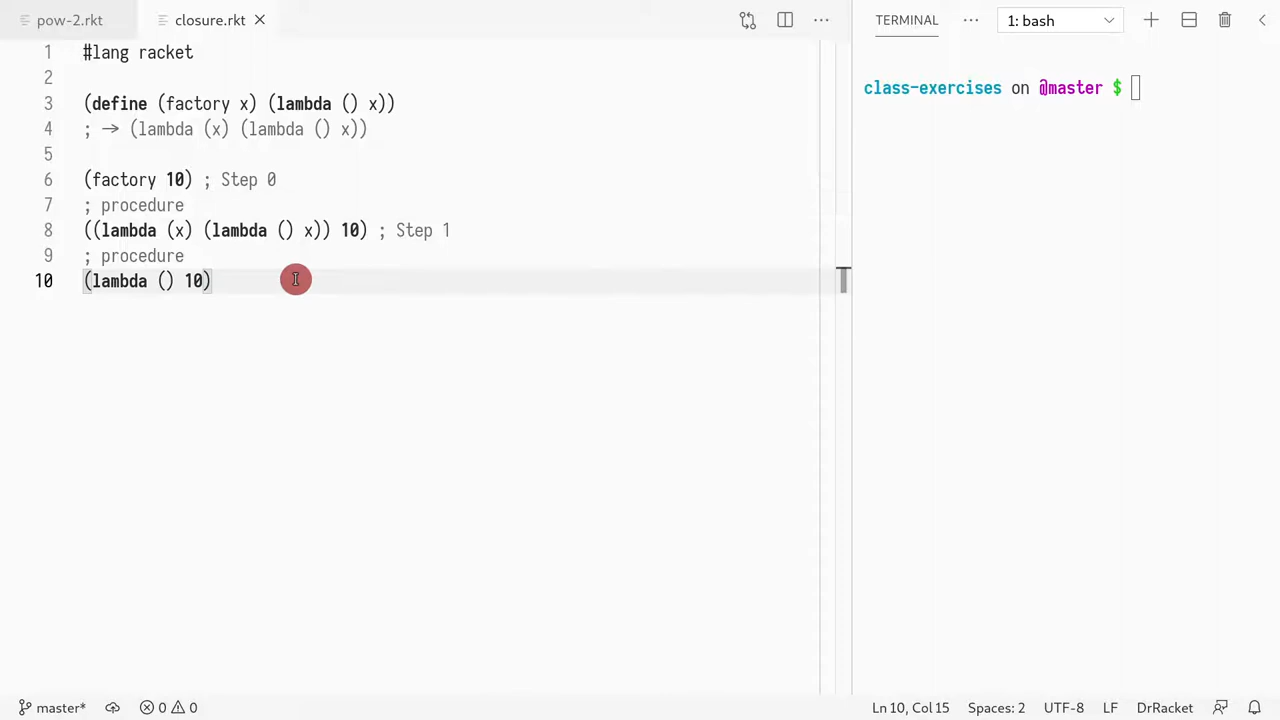 pow-2.rkt closure.rkt
1 #lang racket
2
3 (define (factory x) (lambda () x))
4 ; → (lambda (x) (lambda () x))
5
6 (factory 10) ; Step 0
7 ; procedure
8 ((lambda (x) (lambda () x)) 10) ; Step 1
9 ; procedure
10 (lambda () 10)
TERMINAL ··· 1: bash
class-exercises on @master $
master* 0 0 Ln 10, Col 15 Spaces: 2 UTF-8 LF DrRacket